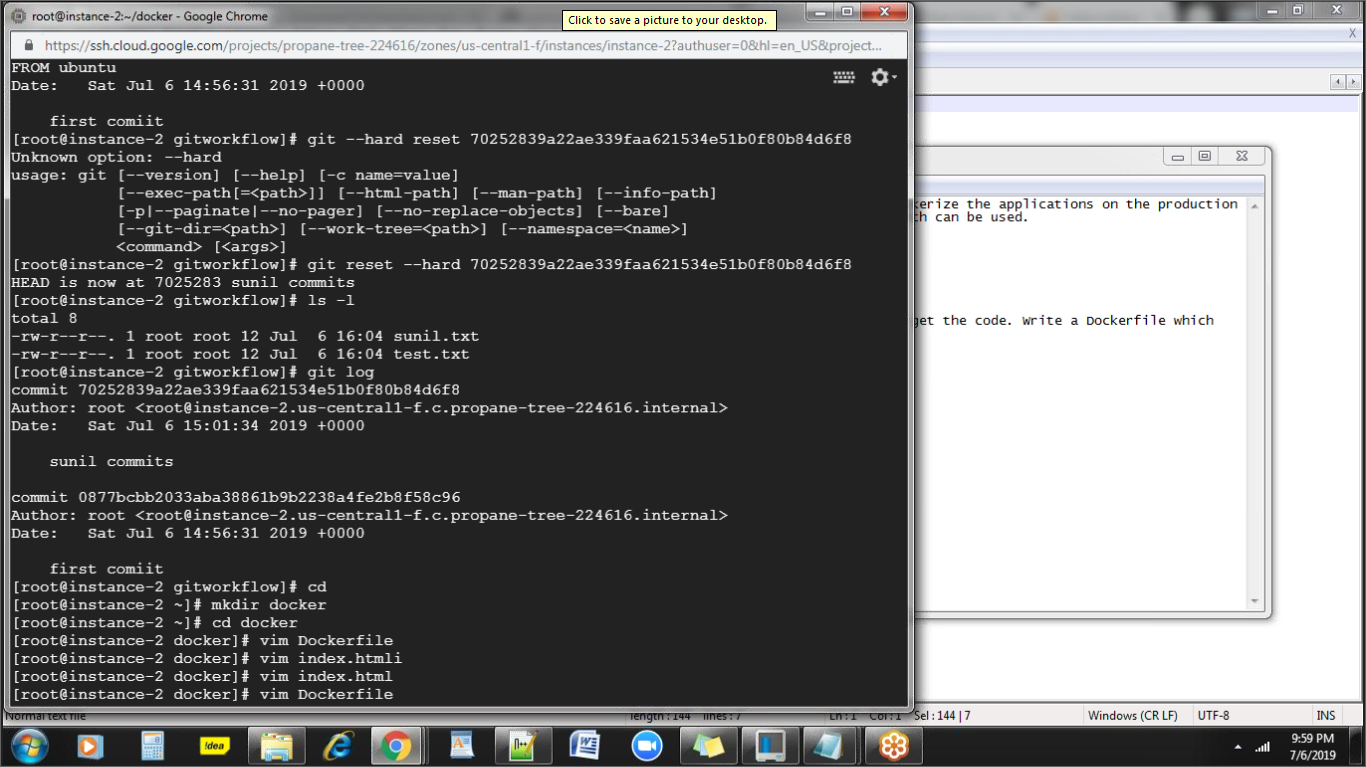 root@instance-2:~/docker - Google Chrome
Click to save a picture to your desktop.
https://ssh.cloud.google.com/projects/propane-tree-224616/zones/us-central1-f/instances/instance-2?authuser=0&hl=en_US&project...
FROM ubuntu
Date:   Sat Jul 6 14:56:31 2019 +0000
    first comiit
[root@instance-2 gitworkflow]# git --hard reset 70252839a22ae339faa621534e51b0f80b84d6f8
Unknown option: --hard
usage: git [--version] [--help] [-c name=value]
           [--exec-path[=<path>]] [--html-path] [--man-path] [--info-path]
           [-p|--paginate|--no-pager] [--no-replace-objects] [--bare]
           [--git-dir=<path>] [--work-tree=<path>] [--namespace=<name>]
           <command> [<args>]
[root@instance-2 gitworkflow]# git reset --hard 70252839a22ae339faa621534e51b0f80b84d6f8
HEAD is now at 7025283 sunil commits
[root@instance-2 gitworkflow]# ls -l
total 8
-rw-r--r--. 1 root root 12 Jul  6 16:04 sunil.txt
-rw-r--r--. 1 root root 12 Jul  6 16:04 test.txt
[root@instance-2 gitworkflow]# git log
commit 70252839a22ae339faa621534e51b0f80b84d6f8
Author: root <root@instance-2.us-central1-f.c.propane-tree-224616.internal>
Date:   Sat Jul 6 15:01:34 2019 +0000
    sunil commits
commit 0877bcbb2033aba38861b9b2238a4fe2b8f58c96
Author: root <root@instance-2.us-central1-f.c.propane-tree-224616.internal>
Date:   Sat Jul 6 14:56:31 2019 +0000
    first comiit
[root@instance-2 gitworkflow]# cd
[root@instance-2 ~]# mkdir docker
[root@instance-2 ~]# cd docker
[root@instance-2 docker]# vim Dockerfile
[root@instance-2 docker]# vim index.htmli
[root@instance-2 docker]# vim index.html
[root@instance-2 docker]# vim Dockerfile
kerize the applications on the production
ch can be used.
get the code. Write a Dockerfile which
Normal text file length : 144 lines : 7 Ln : 1 Col : 1 Sel : 144 | 7 Windows (CR LF) UTF-8 INS
!dea
9:59 PM
7/6/2019